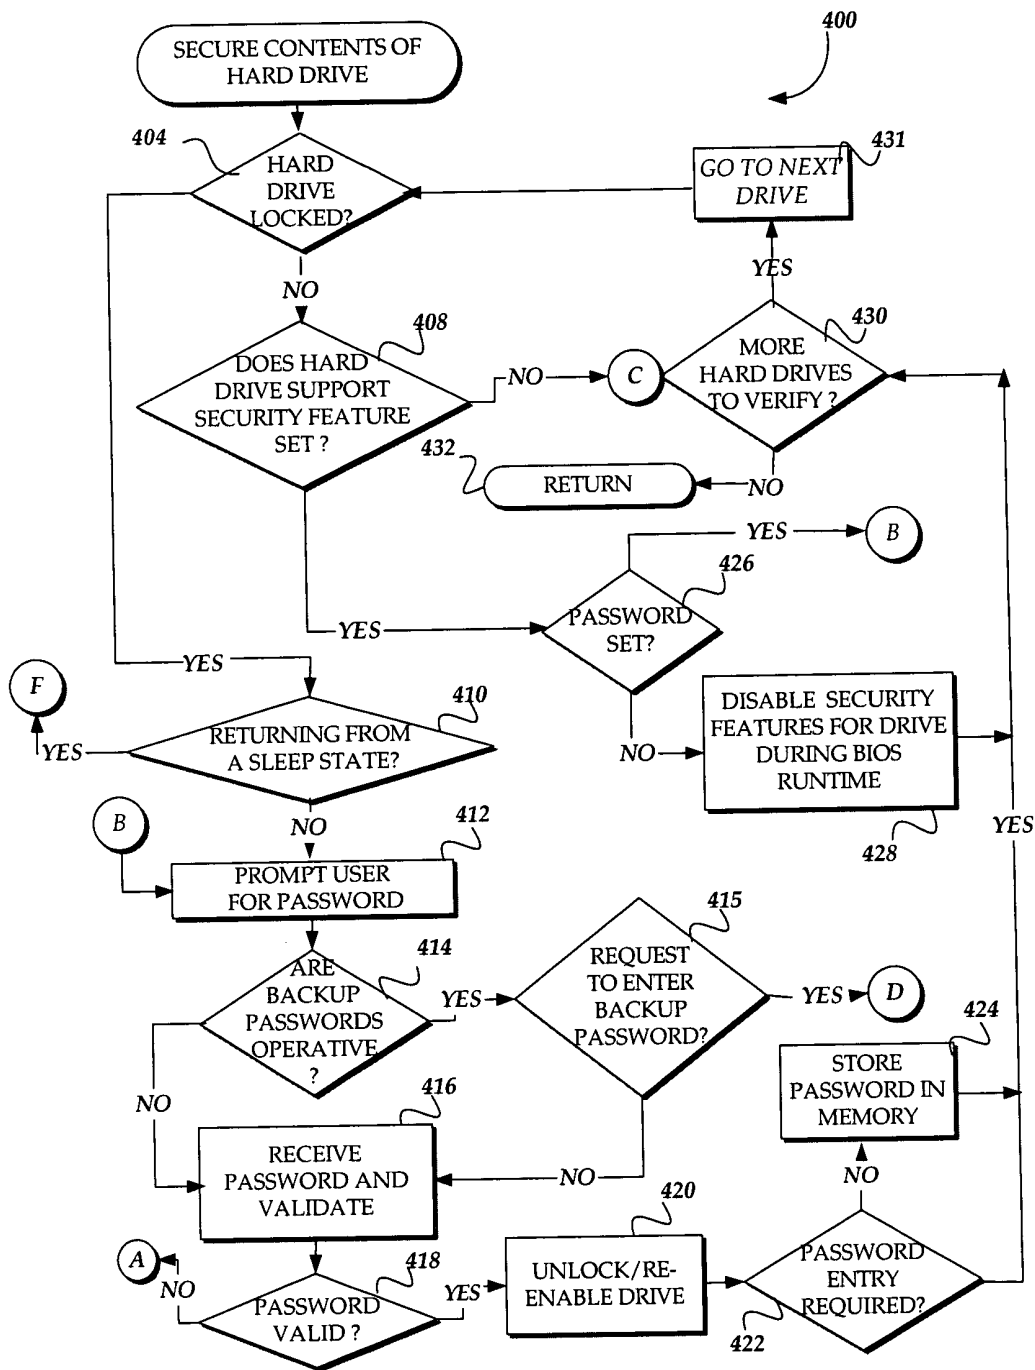 400
SECURE CONTENTS OF
HARD DRIVE
404
HARD
DRIVE
LOCKED?
431
GO TO NEXT
DRIVE
YES
NO
408
DOES HARD
DRIVE SUPPORT
SECURITY FEATURE
SET ?
NO
C
430
MORE
HARD DRIVES
TO VERIFY ?
432
RETURN
NO
YES
B
426
PASSWORD
SET?
YES
YES
F
YES
410
RETURNING FROM
A SLEEP STATE?
NO
DISABLE SECURITY
FEATURES FOR DRIVE
DURING BIOS
RUNTIME
428
YES
NO
B
412
PROMPT USER
FOR PASSWORD
414
ARE
BACKUP
PASSWORDS
OPERATIVE
?
YES
415
REQUEST
TO ENTER
BACKUP
PASSWORD?
YES
D
424
STORE
PASSWORD IN
MEMORY
NO
416
RECEIVE
PASSWORD AND
VALIDATE
NO
NO
420
UNLOCK/RE-
ENABLE DRIVE
A
NO
418
PASSWORD
VALID ?
YES
PASSWORD
ENTRY
REQUIRED?
422